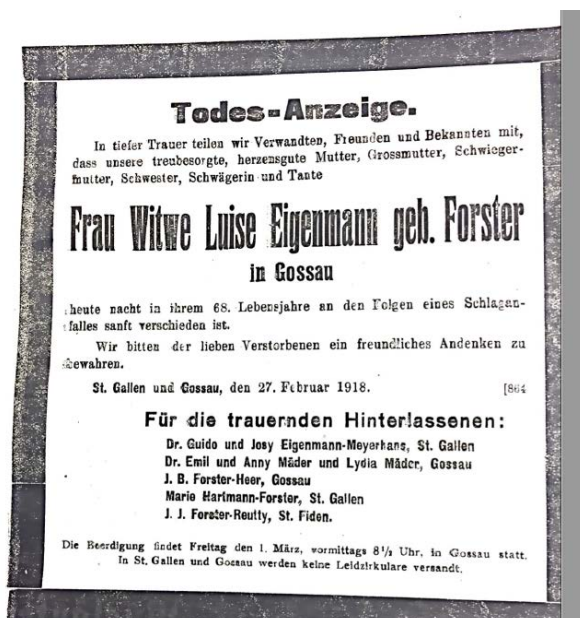 Todes-Anzeige.
In tiefer Trauer teilen wir Verwandten, Freunden und Bekannten mit,
dass unsere treubesorgte, herzensgute Mutter, Grossmutter, Schwieger-
mutter, Schwester, Schwägerin und Tante
Frau Witwe Luise Eigenmann geb. Forster
in Gossau
heute nacht in ihrem 68. Lebensjahre an den Folgen eines Schlagan-
falles sanft verschieden ist.
Wir bitten der lieben Verstorbenen ein freundliches Andenken zu
bewahren.
St. Gallen und Gossau, den 27. Februar 1918. [864
Für die trauernden Hinterlassenen:
Dr. Guido und Josy Eigenmann-Meyerhans, St. Gallen
Dr. Emil und Anny Mäder und Lydia Mäder, Gossau
J. B. Forster-Heer, Gossau
Marie Hartmann-Forster, St. Gallen
J. J. Forster-Reutty, St. Fiden.
Die Beerdigung findet Freitag den 1. März, vormittags 8½ Uhr, in Gossau statt.
In St. Gallen und Gossau werden keine Leidzirkulare versandt.